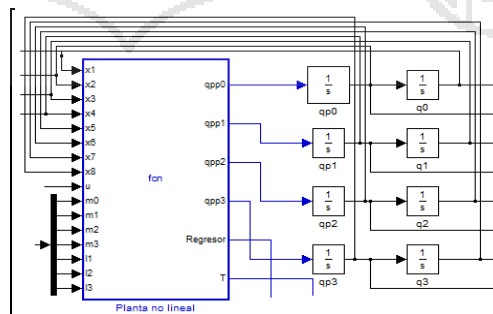 x1
x2
x3
x4
x5
x6
x7
x8
u
m0
m1
m2
m3
l1
l2
l3
fcn
qpp0
qpp1
qpp2
qpp3
Regresor
T
Planta no lineal
1
s
qp0
1
s
q0
1
s
qp1
1
s
q1
1
s
qp2
1
s
q2
1
s
qp3
1
s
q3